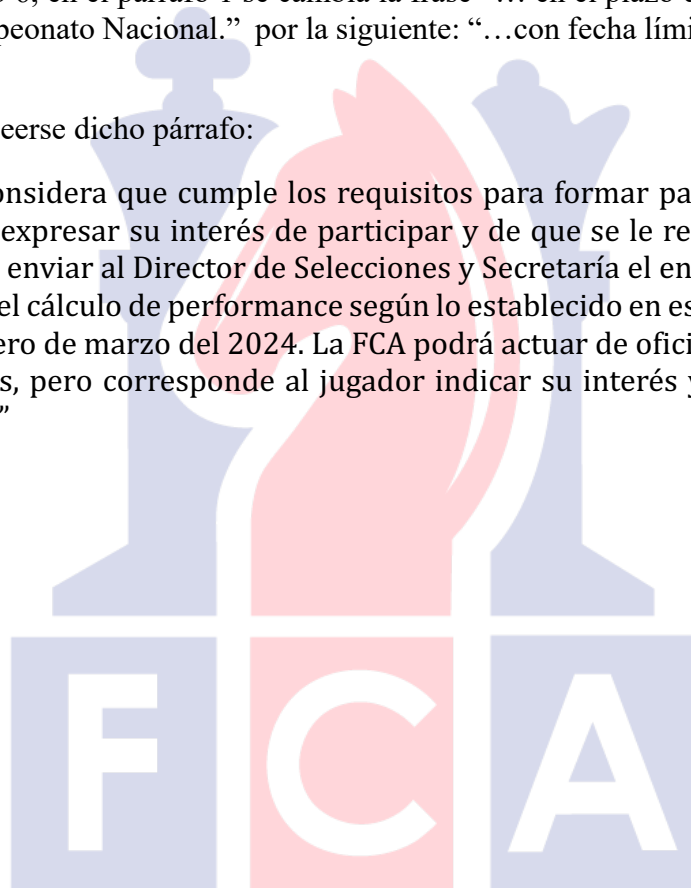 en el párrafo 1 se cambia la frase “… en el plazo
peonato Nacional.” por la siguiente: “…con fecha lími
eerse dicho párrafo:
onsidera que cumple los requisitos para formar pa
expresar su interés de participar y de que se le re
enviar al Director de Selecciones y Secretaría el en
el cálculo de performance según lo establecido en es
ero de marzo del 2024. La FCA podrá actuar de ofici
s, pero corresponde al jugador indicar su interés y
”
F C A